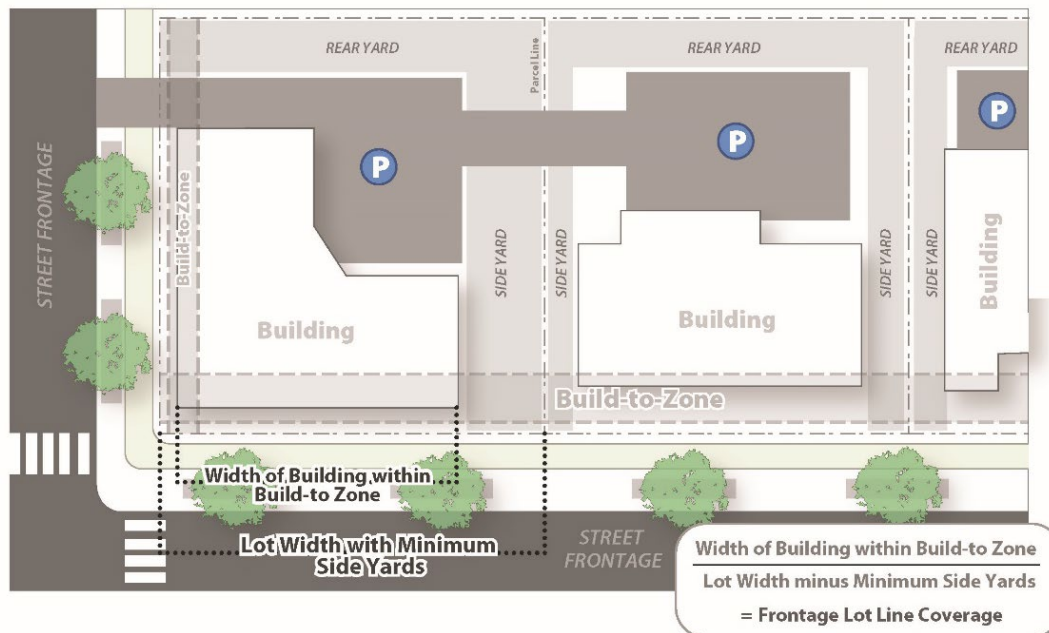 REAR YARD
Parcel Line
REAR YARD
REAR YARD
P
P
P
STREET FRONTAGE
Build-to-Zone
SIDE YARD
SIDE YARD
SIDE YARD
SIDE YARD
Building
Building
Building
Build-to-Zone
Width of Building within
Build-to Zone
Lot Width with Minimum
Side Yards
STREET
FRONTAGE
Width of Building within Build-to Zone
Lot Width minus Minimum Side Yards
= Frontage Lot Line Coverage